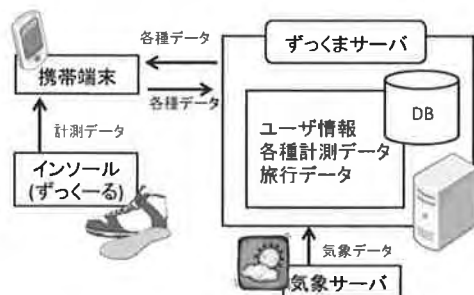 各種データ
ずっくまサーバ
携帯端末
各種データ
DB
計測データ
ユーザ情報
各種計測データ
旅行データ
インソール
(ずっくーる)
気象データ
気象サーバ